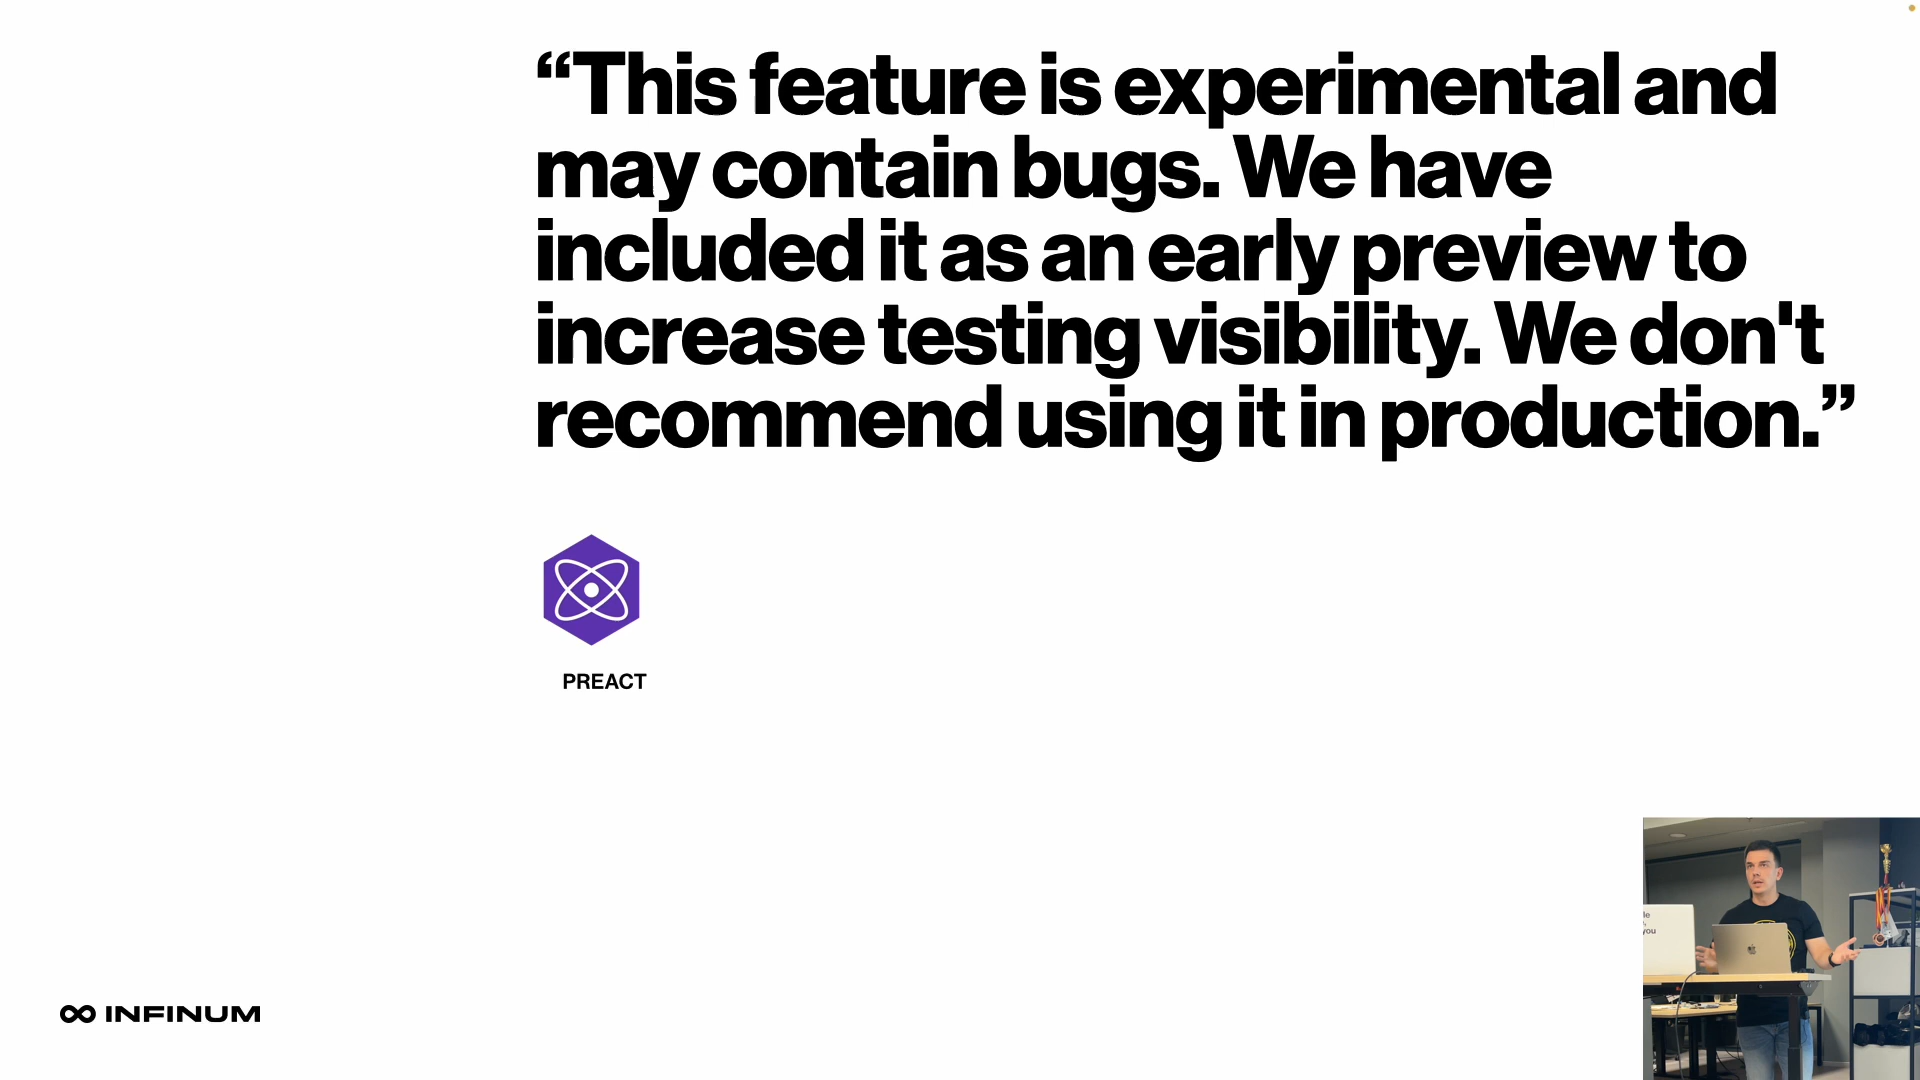 “This feature is experimental and
may contain bugs. We have
included it as an early preview to
increase testing visibility. We don't
recommend using it in production.”
PREACT
INFINUM
you